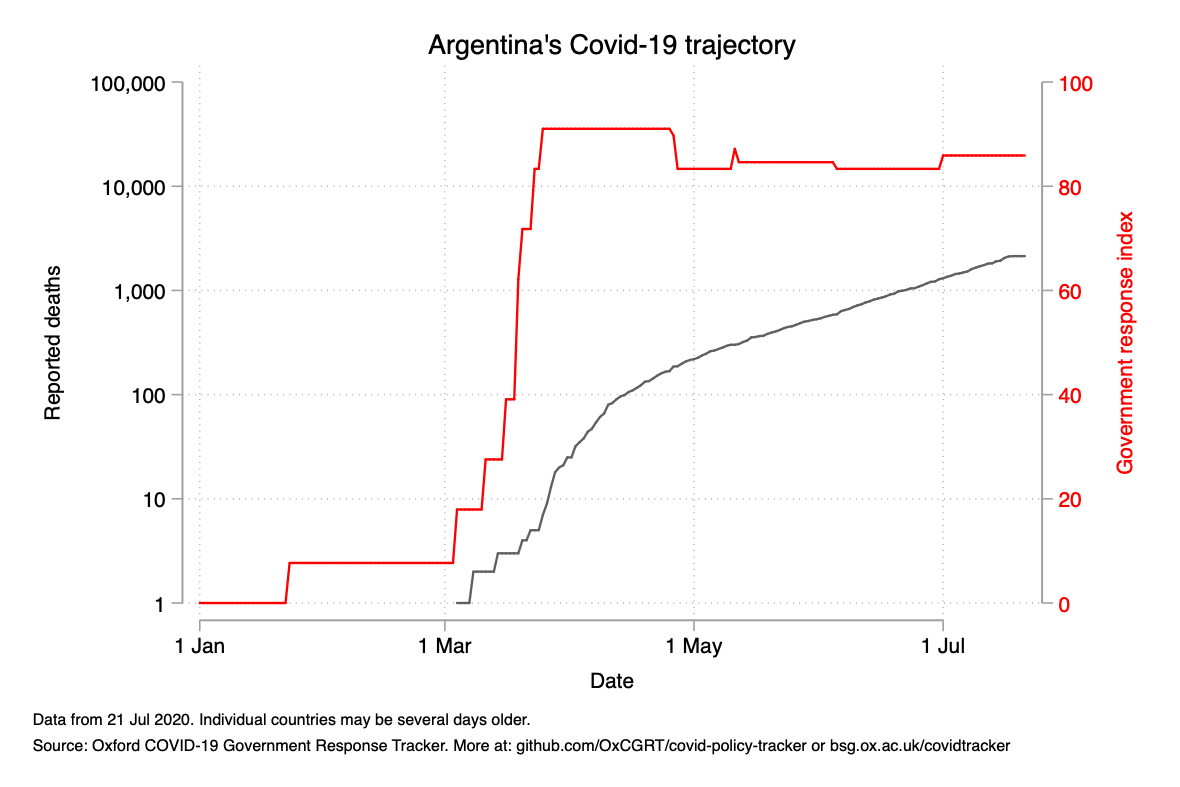 Argentina's Covid-19 trajectory
100,000
10,000
1,000
100
10
1
Reported deaths
100
80
60
40
20
0
Government response index
1 Jan
1 Mar
1 May
1 Jul
Date
Data from 21 Jul 2020. Individual countries may be several days older.
Source: Oxford COVID-19 Government Response Tracker. More at: github.com/OxCGRT/covid-policy-tracker or bsg.ox.ac.uk/covidtracker